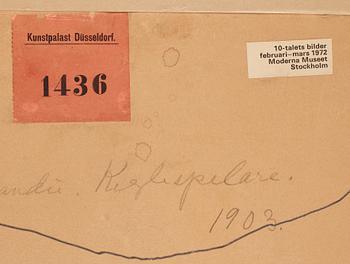 Kunstpalast Düsseldorf.
1436
10-talets bilder
februari–mars 1972
Moderna Museet
Stockholm
Kegelspelare.
1903.